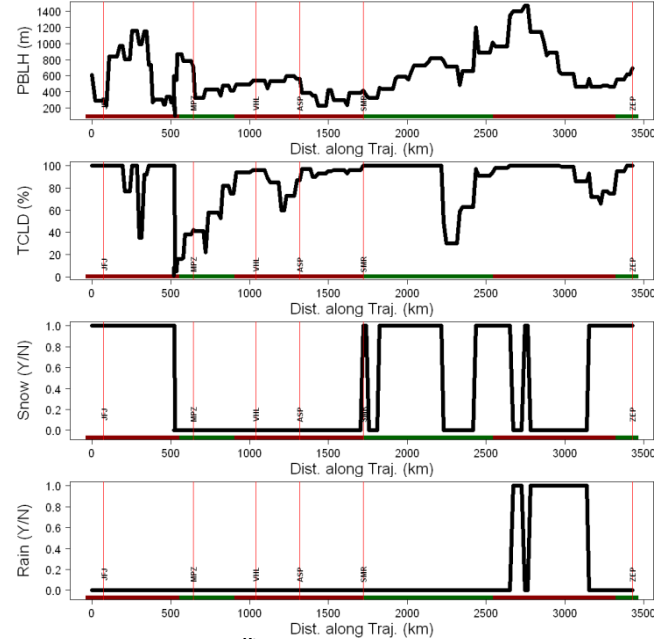 PBLH (m)
1400
1200
1000
800
600
400
200
JFJ
MPZ
VHL
ASP
SMR
ZEP
0 500 1000 1500 2000 2500 3000 3500
Dist. along Traj. (km)
TCLD (%)
100
80
60
40
20
0
JFJ
MPZ
VHL
ASP
SMR
ZEP
0 500 1000 1500 2000 2500 3000 3500
Dist. along Traj. (km)
Snow (Y/N)
1.0
0.8
0.6
0.4
0.2
0.0
JFJ
MPZ
VHL
ASP
SMR
ZEP
0 500 1000 1500 2000 2500 3000 3500
Dist. along Traj. (km)
Rain (Y/N)
1.0
0.8
0.6
0.4
0.2
0.0
JFJ
MPZ
VHL
ASP
SMR
ZEP
0 500 1000 1500 2000 2500 3000 3500
Dist. along Traj. (km)